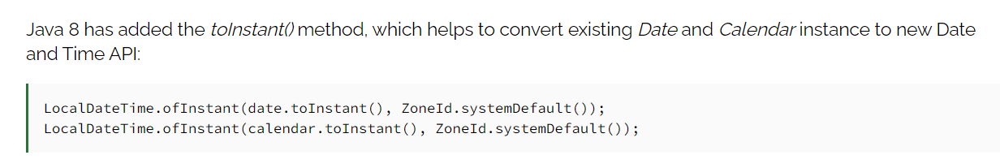 Java 8 has added the toInstant() method, which helps to convert existing Date and Calendar instance to new Date
and Time API:
LocalDateTime.ofInstant(date.toInstant(), ZoneId.systemDefault());
LocalDateTime.ofInstant(calendar.toInstant(), ZoneId.systemDefault());